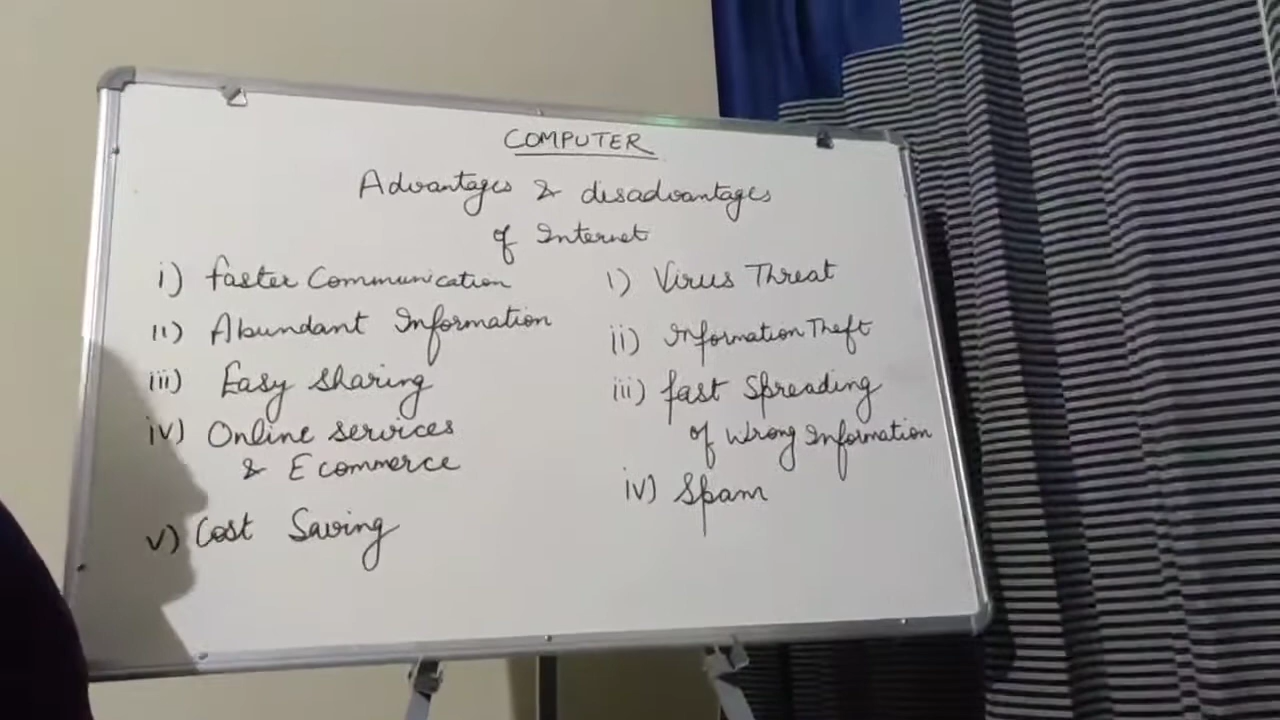 COMPUTER
Advantages & disadvantages
of Internet
i) faster Communication
ii) Abundant Information
iii) Easy Sharing
iv) Online services
& E commerce
v) Cost Saving
i) Virus Threat
ii) Information Theft
iii) fast Spreading
of Wrong Information
iv) Spam